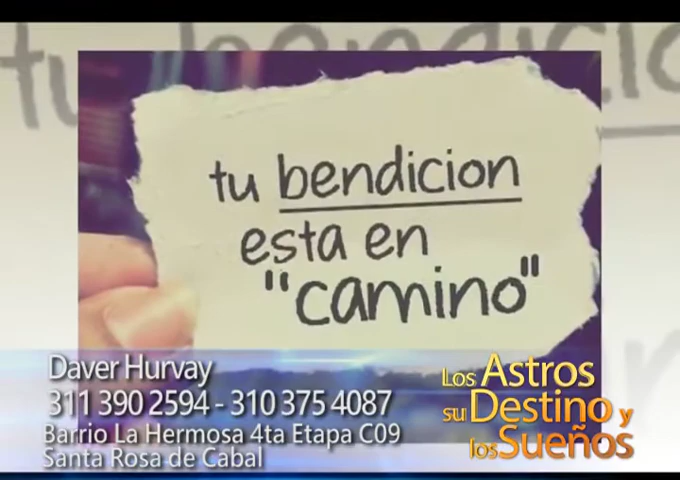 tu bendicion
esta en
"camino"
Daver Hurvay
311 390 2594 - 310 375 4087
Barrio La Hermosa 4ta Etapa C09
Santa Rosa de Cabal
Los Astros
su Destino y
los Sueños